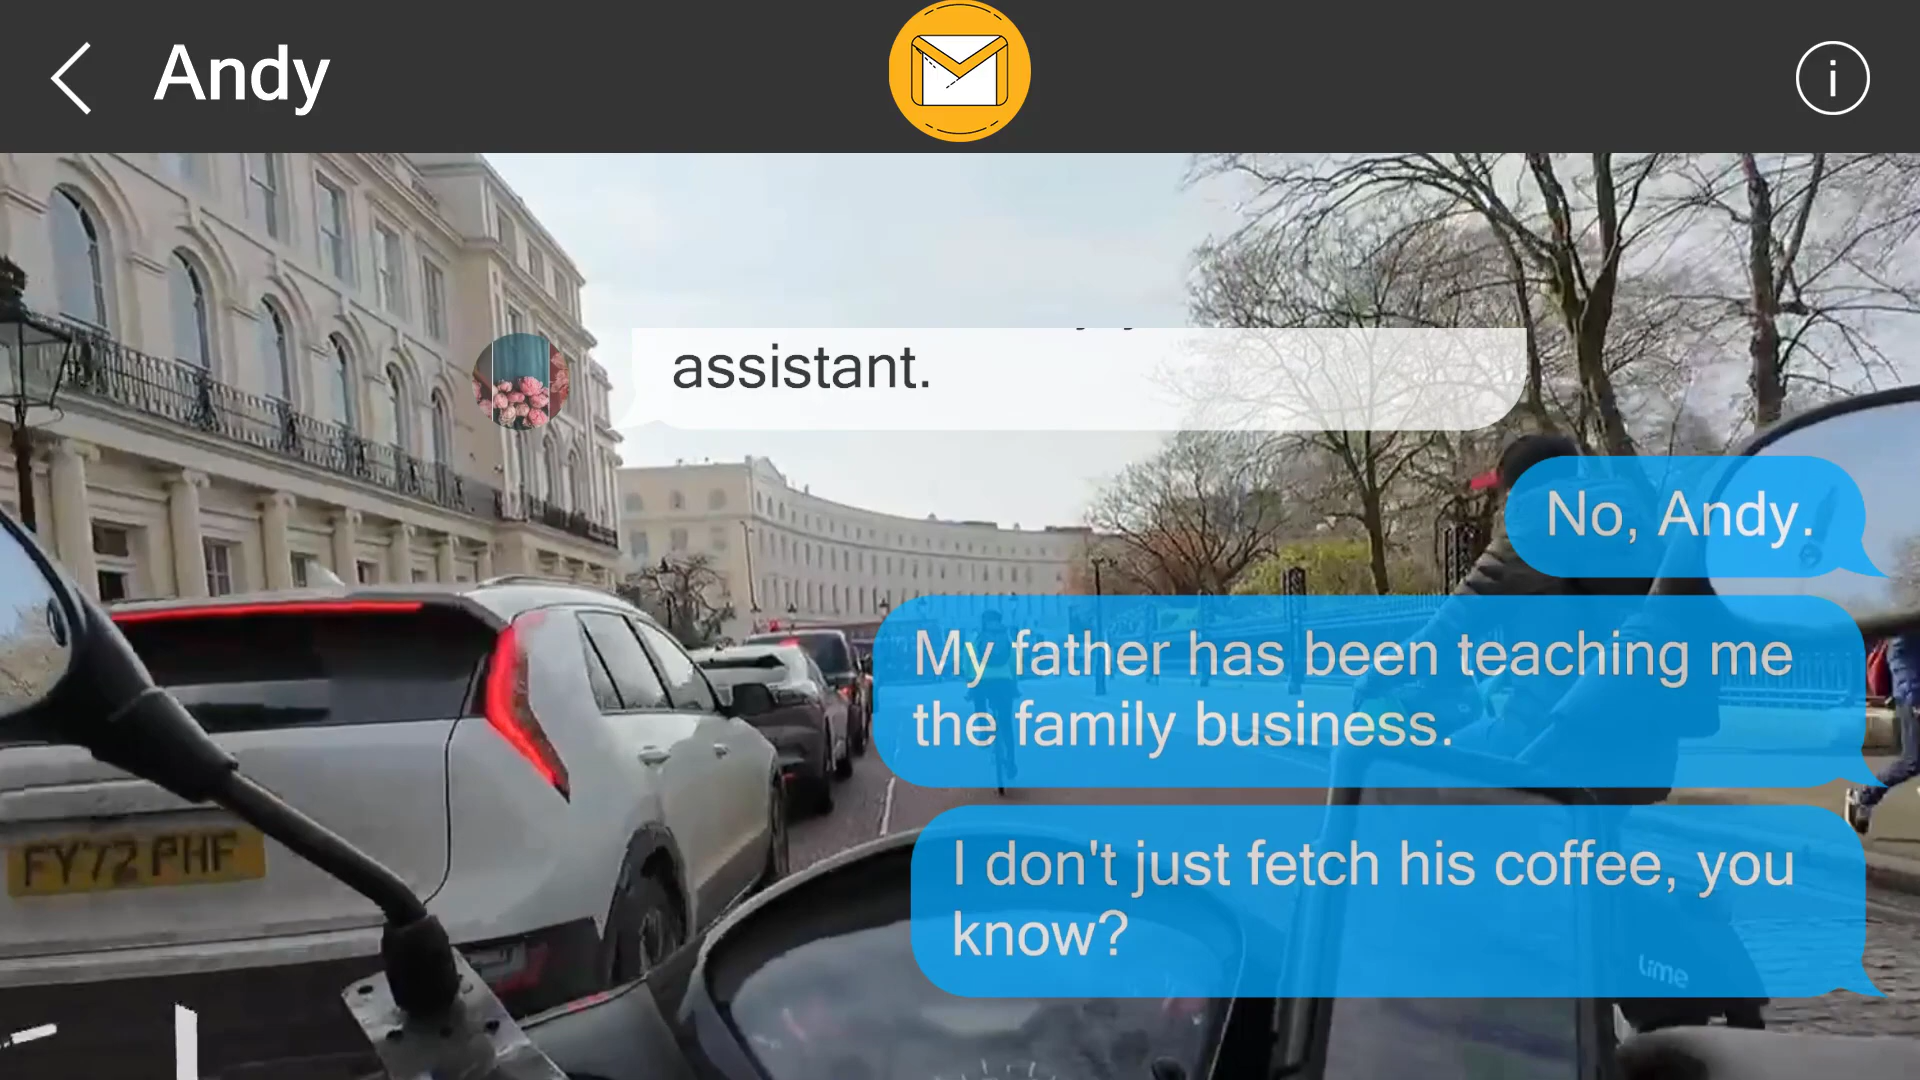 Andy
assistant.
No, Andy.
My father has been teaching me
the family business.
I don't just fetch his coffee, you
know?
FY72 PHF
Lime